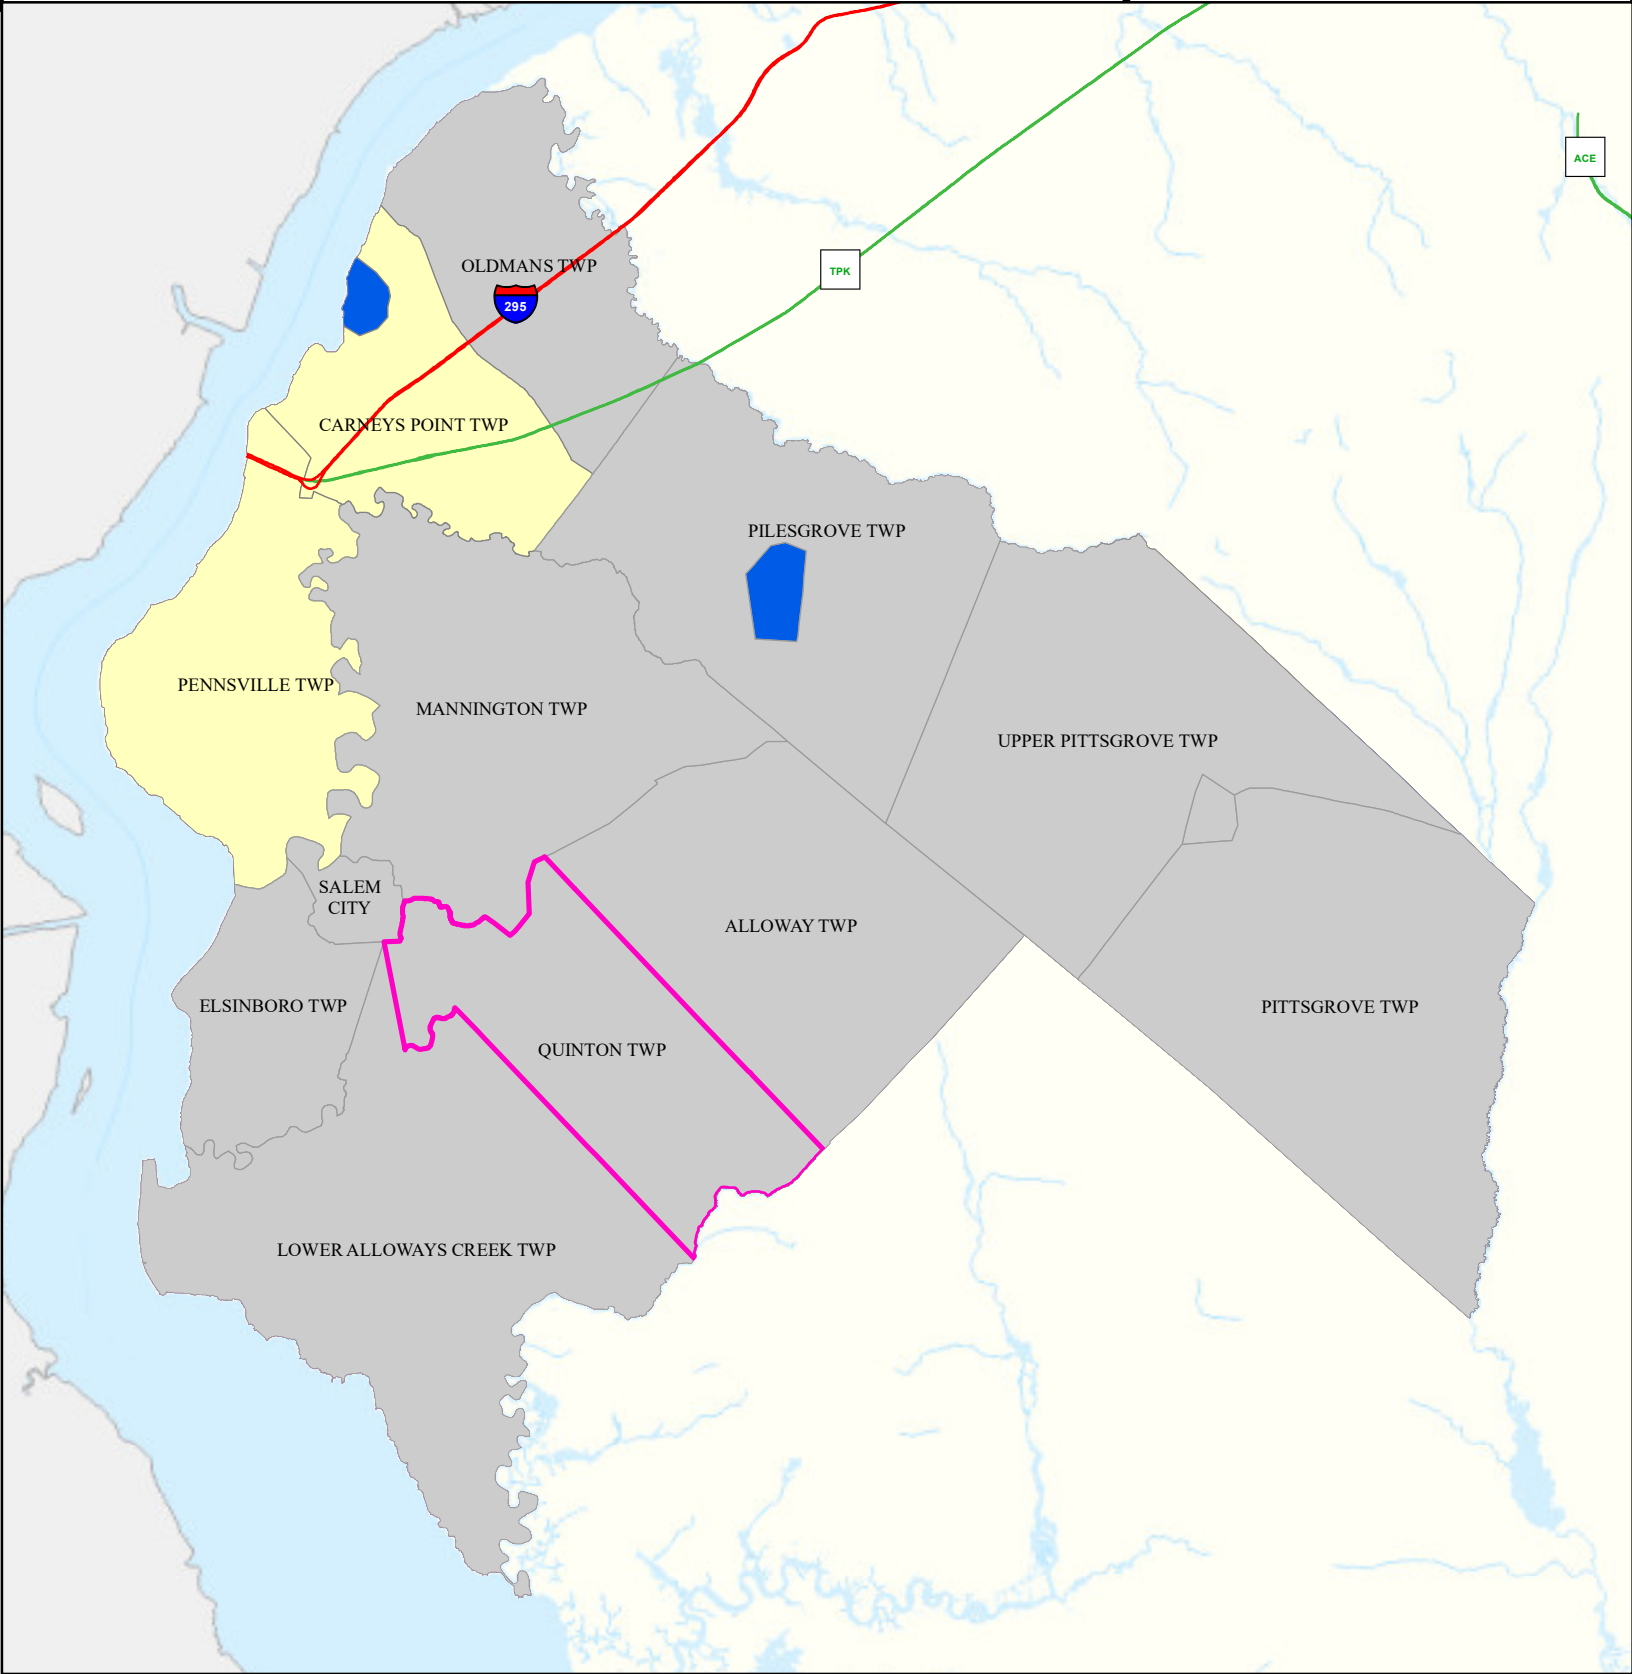 ACE
OLDMANS TWP
TPK
295
CARNEYS POINT TWP
PILESGROVE TWP
PENNSVILLE TWP
MANNINGTON TWP
UPPER PITTSGROVE TWP
SALEM
CITY
ALLOWAY TWP
ELSINBORO TWP
PITTSGROVE TWP
QUINTON TWP
LOWER ALLOWAYS CREEK TWP